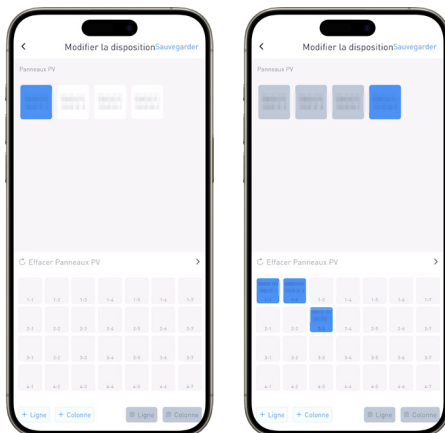 Modifier la disposition Sauvegarder
Panneaux PV
Effacer Panneaux PV
1-1 1-2 1-3 1-4 1-5 1-6 1-7
2-1 2-2 2-3 2-4 2-5 2-6 2-7
3-1 3-2 3-3 3-4 3-5 3-6 3-7
4-1 4-2 4-3 4-4 4-5 4-6 4-7
+ Ligne + Colonne Ligne Colonne
Modifier la disposition Sauvegarder
Panneaux PV
Effacer Panneaux PV
1-3 1-4 1-5 1-6 1-7
2-1 2-2 2-4 2-5 2-6 2-7
3-1 3-2 3-3 3-4 3-5 3-6 3-7
4-1 4-2 4-3 4-4 4-5 4-6 4-7
+ Ligne + Colonne Ligne Colonne